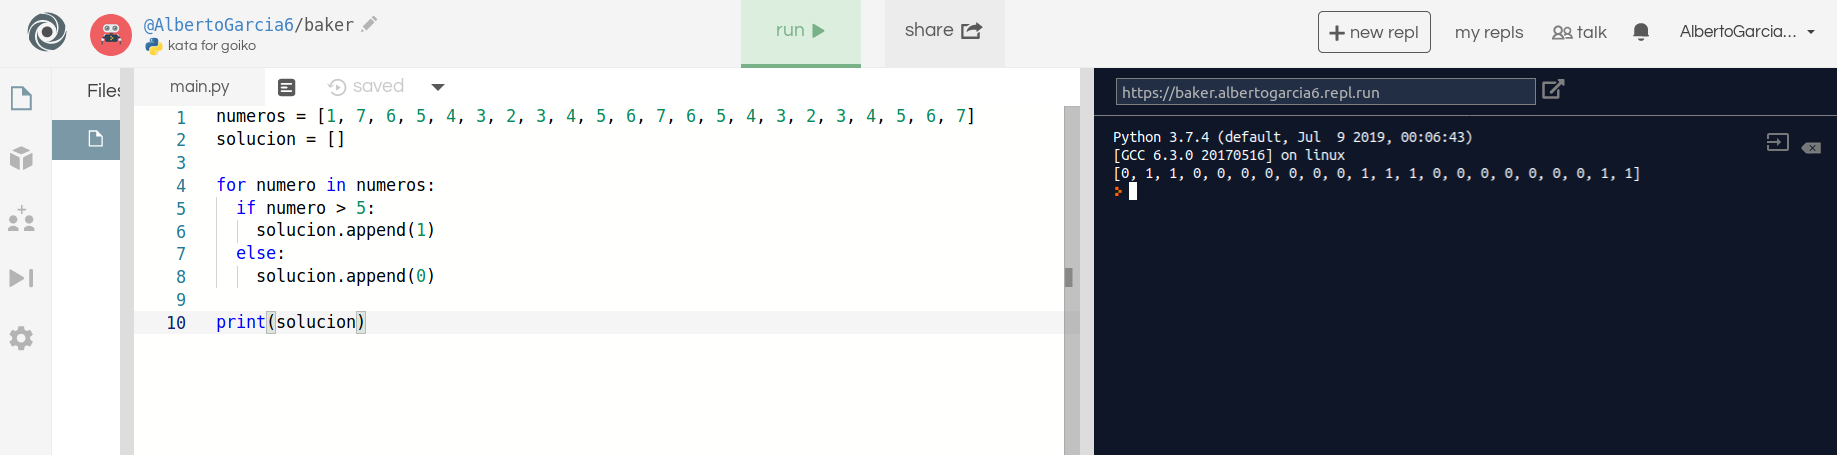 @AlbertoGarcia6/baker
kata for goiko
run
share
new repl
my repls
talk
AlbertoGarcia...
Files
main.py
saved
https://baker.albertogarcia6.repl.run
1 numeros = [1, 7, 6, 5, 4, 3, 2, 3, 4, 5, 6, 7, 6, 5, 4, 3, 2, 3, 4, 5, 6, 7]
2 solucion = []
3
4 for numero in numeros:
5 if numero > 5:
6 solucion.append(1)
7 else:
8 solucion.append(0)
9
10 print(solucion)
Python 3.7.4 (default, Jul  9 2019, 00:06:43)
[GCC 6.3.0 20170516] on linux
[0, 1, 1, 0, 0, 0, 0, 0, 0, 0, 1, 1, 1, 0, 0, 0, 0, 0, 0, 0, 1, 1]